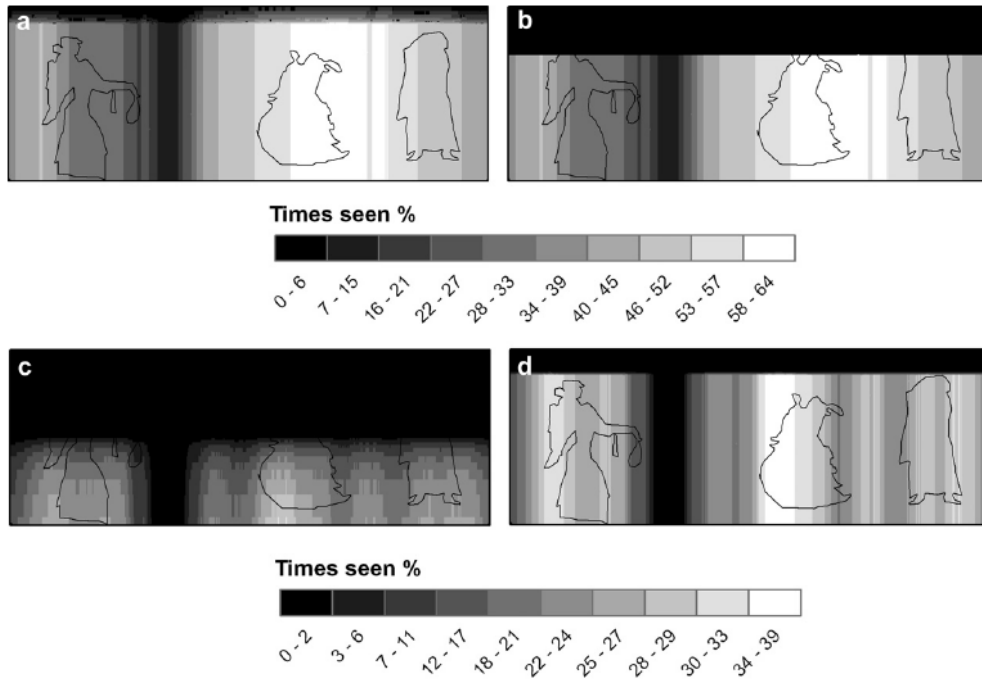 a
b
Times seen %
0 - 6
7 - 15
16 - 21
22 - 27
28 - 33
34 - 39
40 - 45
46 - 52
53 - 57
58 - 64
c
d
Times seen %
0 - 2
3 - 6
7 - 11
12 - 17
18 - 21
22 - 24
25 - 27
28 - 29
30 - 33
34 - 39